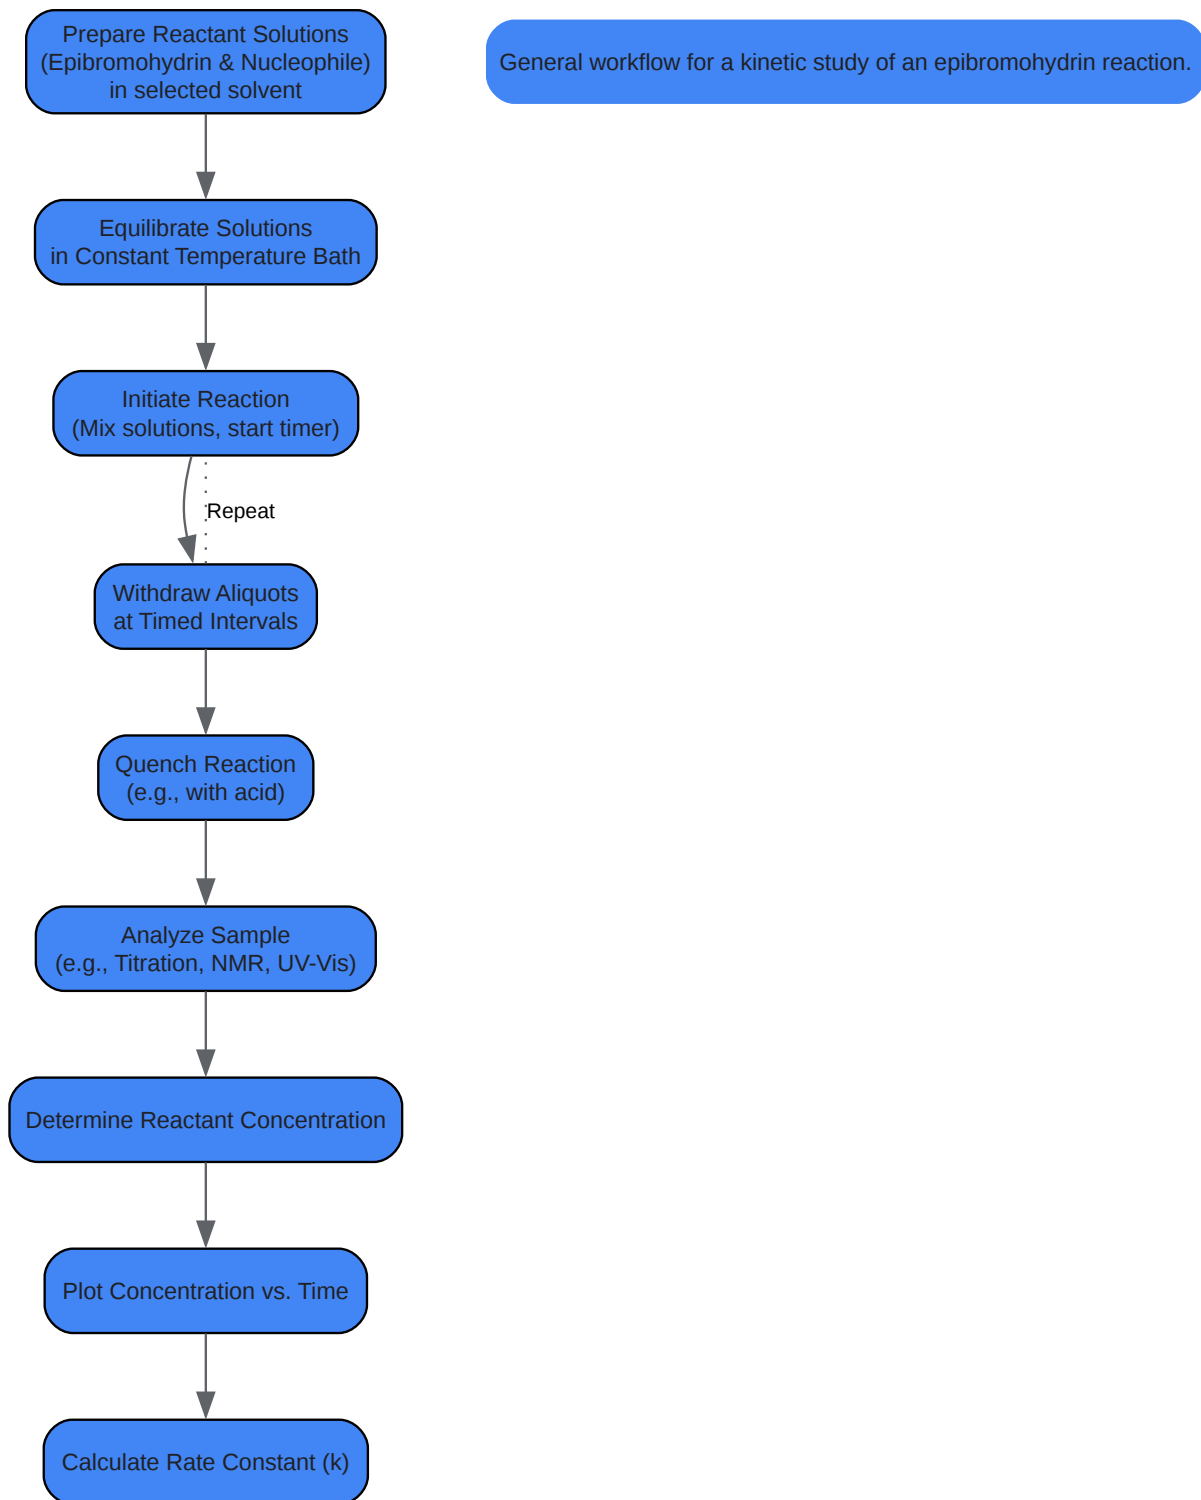 Prepare Reactant Solutions
(Epibromohydrin & Nucleophile)
in selected solvent
General workflow for a kinetic study of an epibromohydrin reaction.
Equilibrate Solutions
in Constant Temperature Bath
Initiate Reaction
(Mix solutions, start timer)
Repeat
Withdraw Aliquots
at Timed Intervals
Quench Reaction
(e.g., with acid)
Analyze Sample
(e.g., Titration, NMR, UV-Vis)
Determine Reactant Concentration
Plot Concentration vs. Time
Calculate Rate Constant (k)